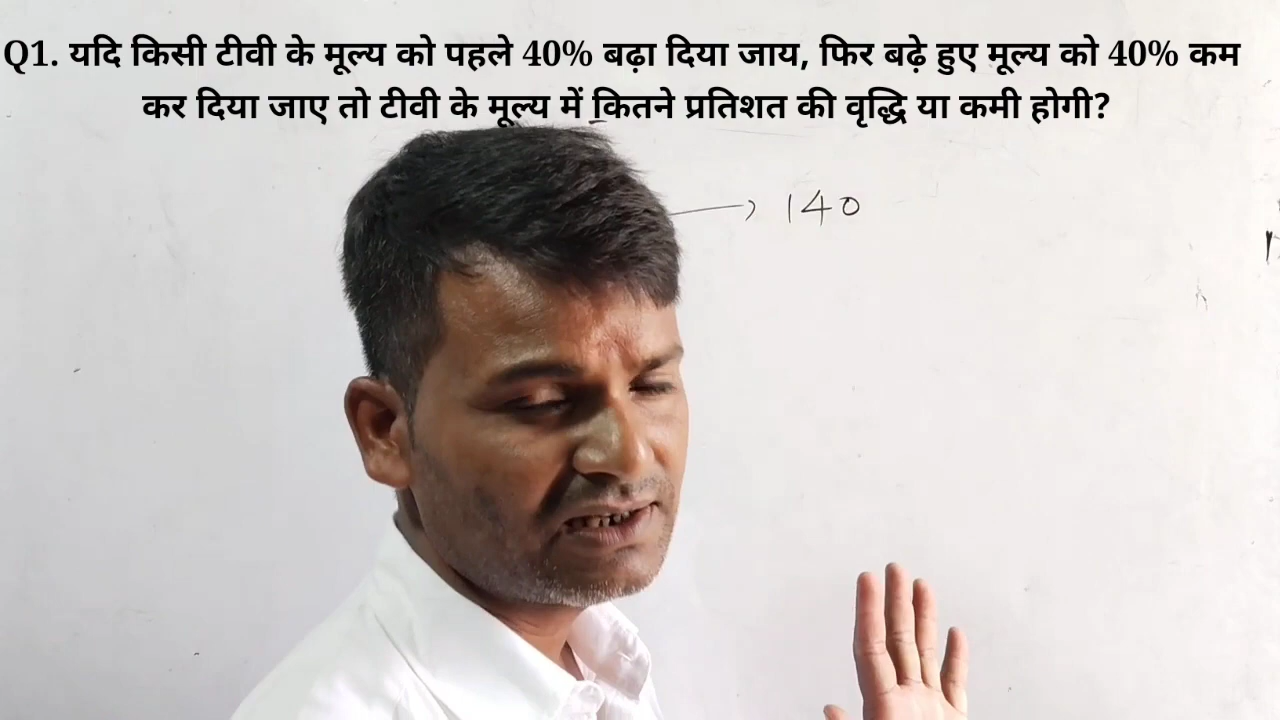 Q1. यदि किसी टीवी के मूल्य को पहले 40% बढ़ा दिया जाय, फिर बढ़े हुए मूल्य को 40% कम
कर दिया जाए तो टीवी के मूल्य में कितने प्रतिशत की वृद्धि या कमी होगी?
→ 140